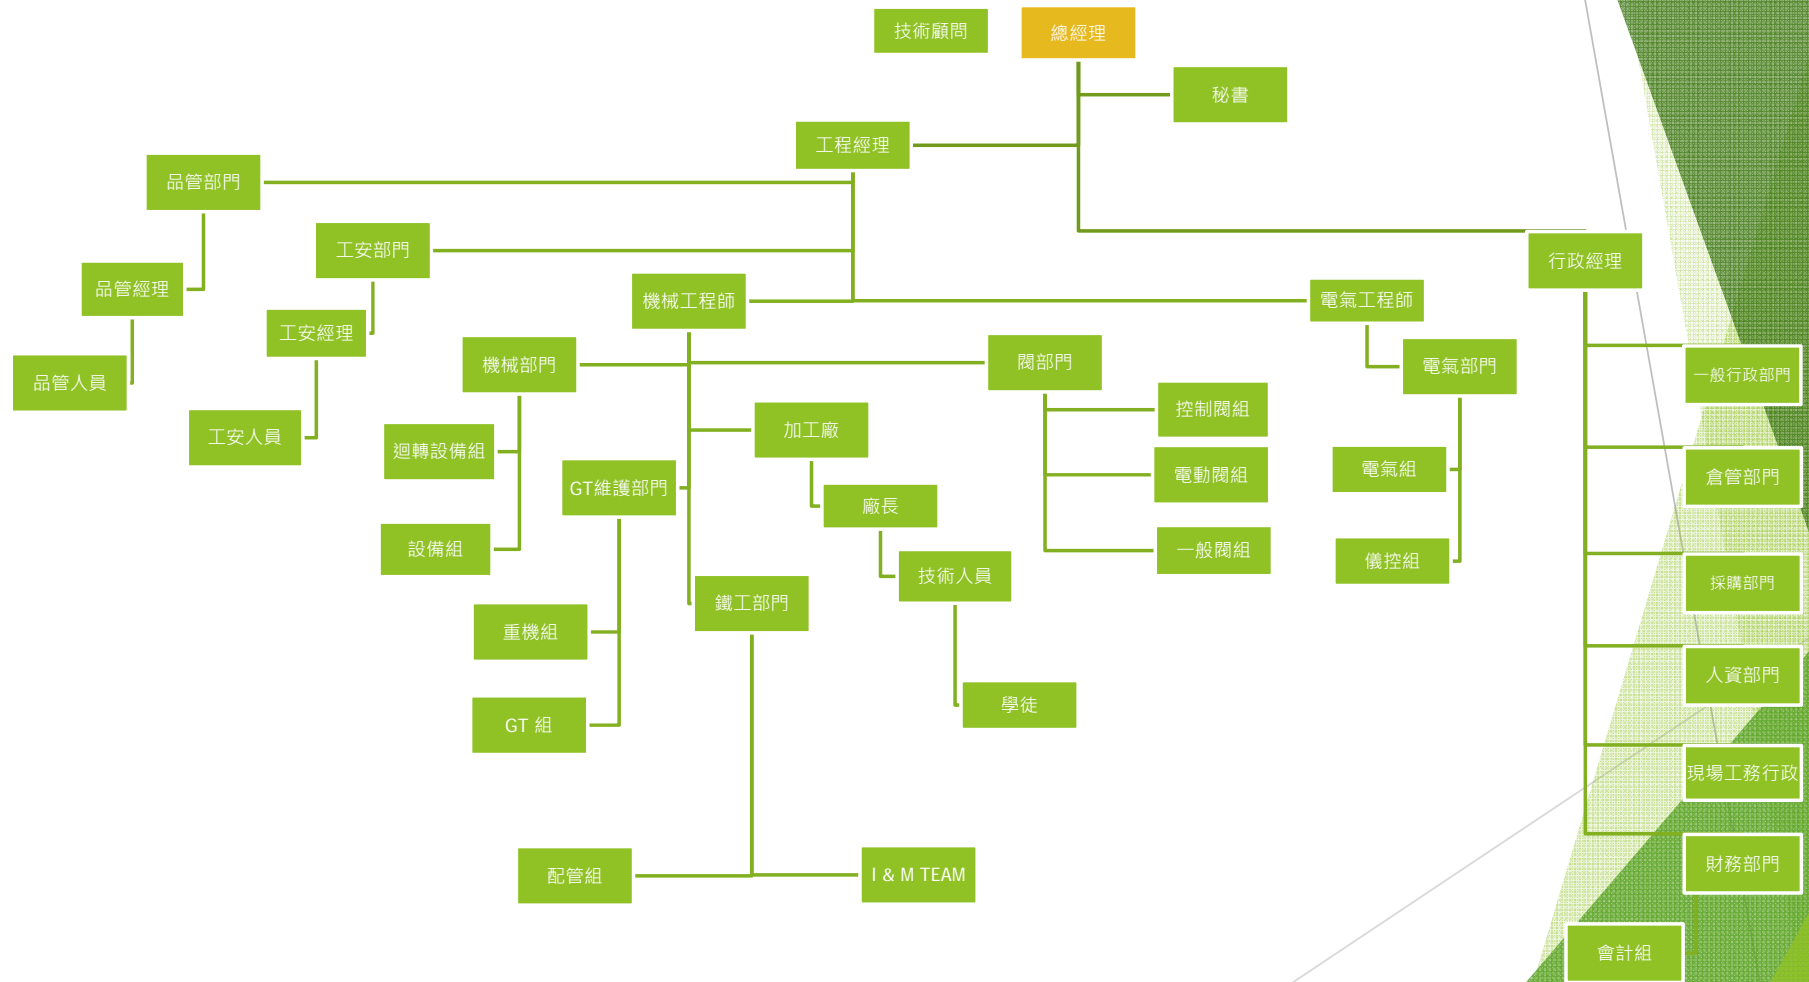 技術顧問
總經理
秘書
工程經理
品管部門
工安部門
行政經理
品管經理
機械工程師
電氣工程師
工安經理
機械部門
閥部門
電氣部門
一般行政部門
品管人員
控制閥組
工安人員
加工廠
迴轉設備組
電氣組
電動閥組
倉管部門
GT維護部門
廠長
設備組
一般閥組
儀控組
技術人員
採購部門
鐵工部門
重機組
人資部門
學徒
GT 組
現場工務行政
財務部門
配管組
I & M TEAM
會計組